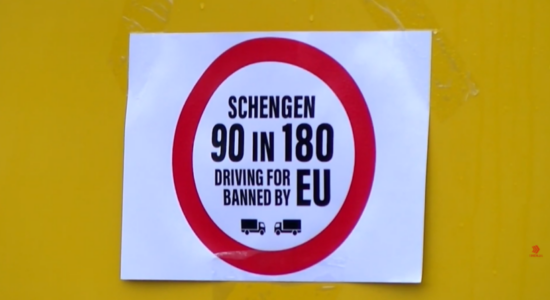 SCHENGEN
90 IN 180
DRIVING FOR
BANNED BY EU